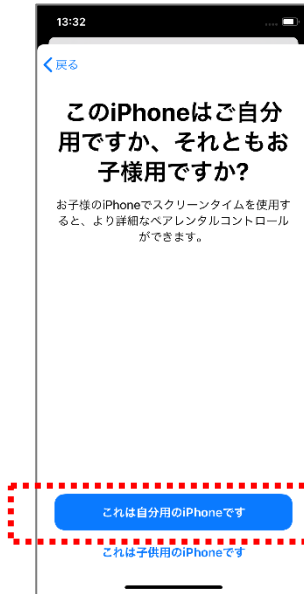 13:32
戻る
このiPhoneはご自分
用ですか、それともお
子様用ですか?
お子様のiPhoneでスクリーンタイムを使用す
ると、より詳細なペアレンタルコントロール
ができます。
これは自分用のiPhoneです
これは子供用のiPhoneです